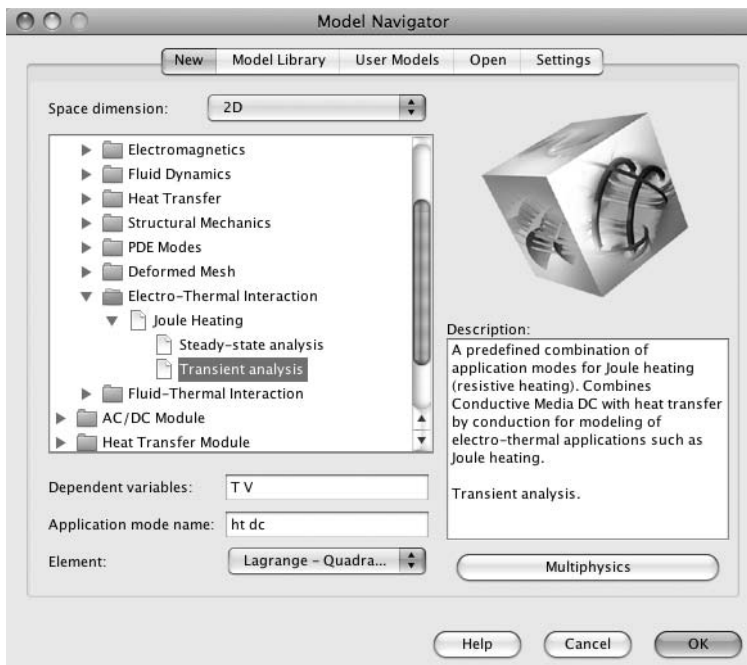 Model Navigator
New Model Library User Models Open Settings
Space dimension: 2D
Electromagnetics
Fluid Dynamics
Heat Transfer
Structural Mechanics
PDE Modes
Deformed Mesh
Electro-Thermal Interaction
Joule Heating
Steady-state analysis
Transient analysis
Fluid-Thermal Interaction
AC/DC Module
Heat Transfer Module
Dependent variables: T V
Application mode name: ht dc
Element: Lagrange - Quadra...
Description:
A predefined combination of
application modes for Joule heating
(resistive heating). Combines
Conductive Media DC with heat transfer
by conduction for modeling of
electro-thermal applications such as
Joule heating.
Transient analysis.
Multiphysics
Help Cancel OK